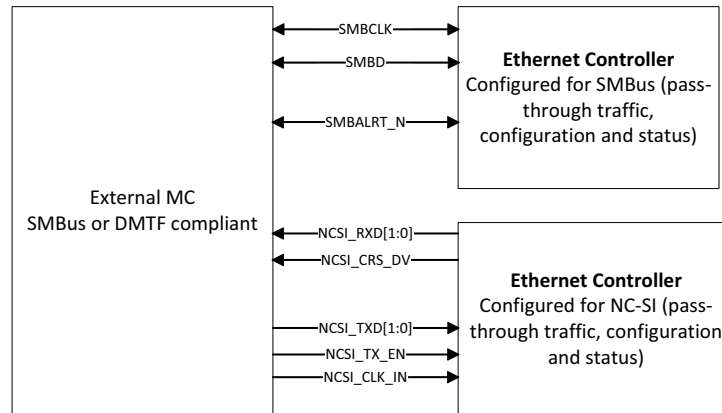 SMBCLK
SMBD
SMBALRT_N
Ethernet Controller
Configured for SMBus (pass-
through traffic,
configuration and status)
External MC
SMBus or DMTF compliant
NCSI_RXD[1:0]
NCSI_CRS_DV
NCSI_TXD[1:0]
NCSI_TX_EN
NCSI_CLK_IN
Ethernet Controller
Configured for NC-SI (pass-
through traffic, configuration
and status)